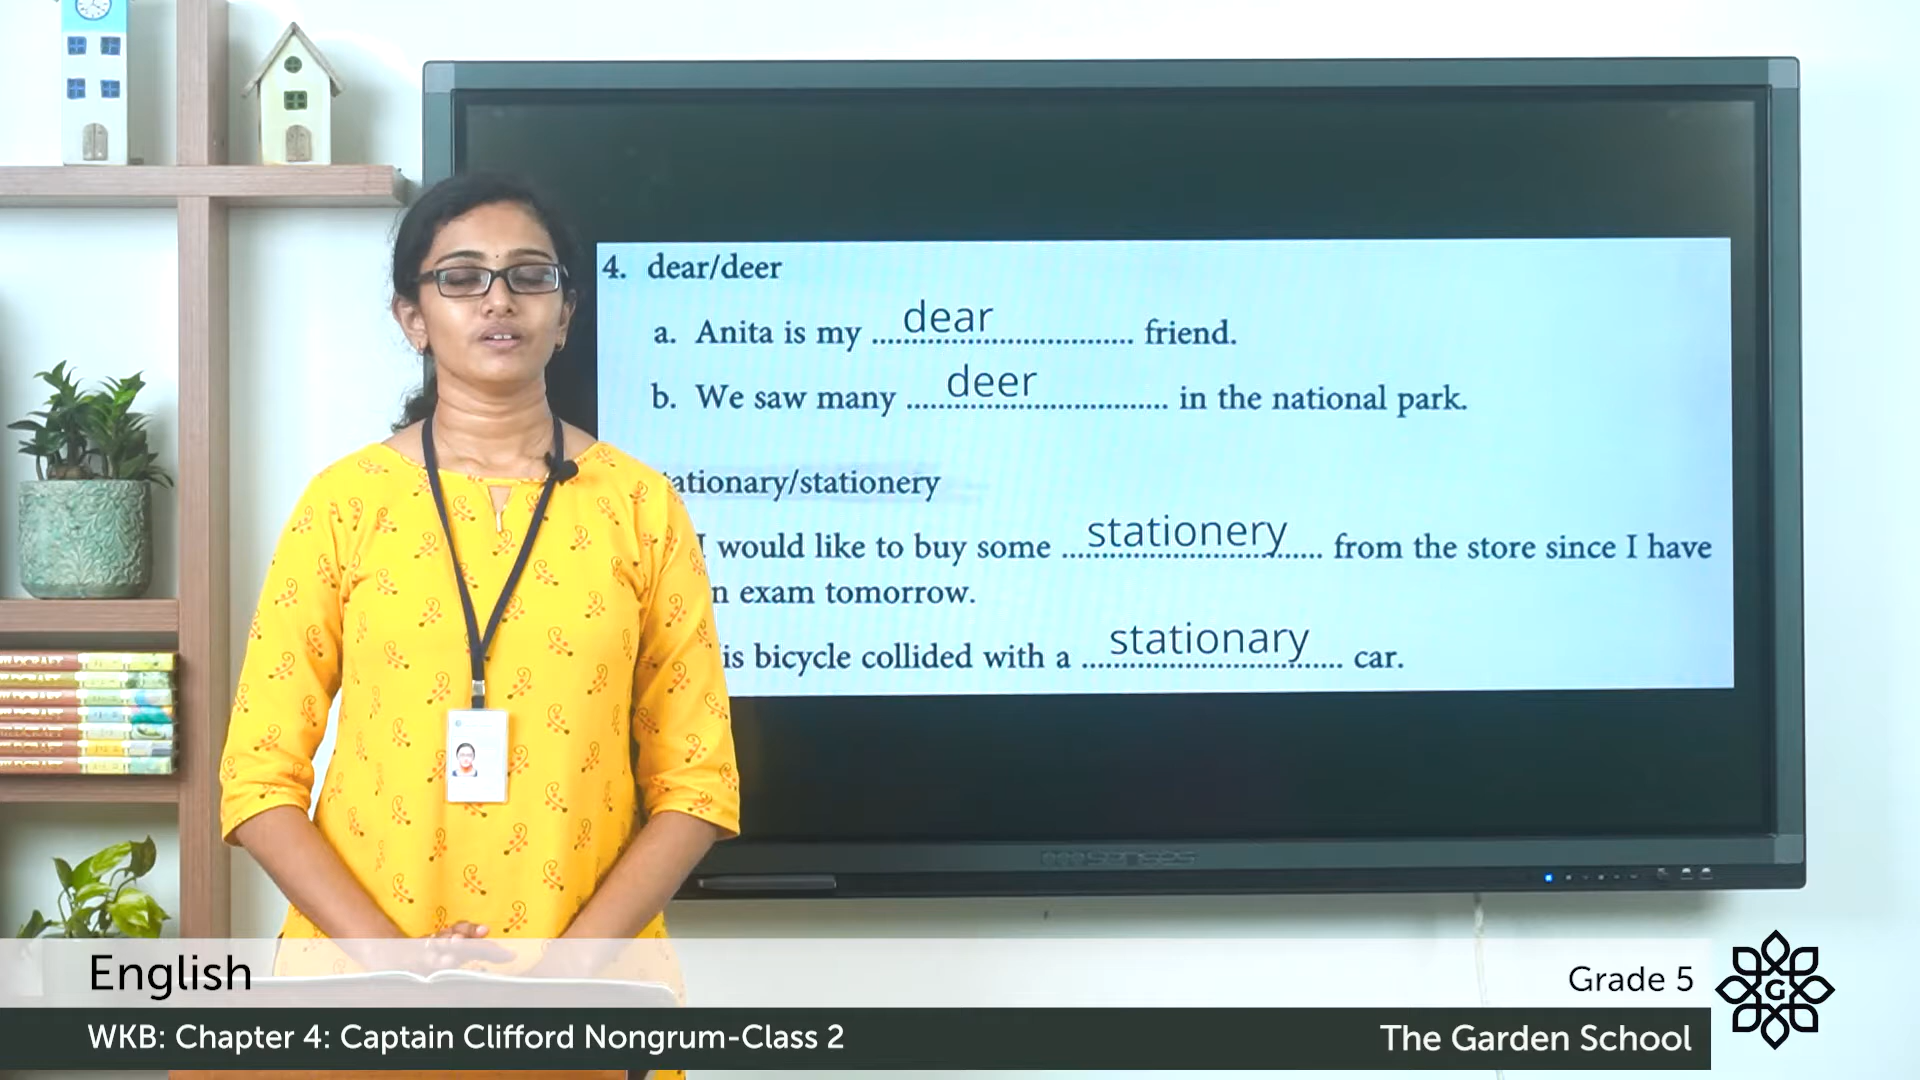 4. dear/deer
a. Anita is my dear friend.
b. We saw many deer in the national park.
tationary/stationery
I would like to buy some stationery from the store since I have
n exam tomorrow.
is bicycle collided with a stationary car.
English
Grade 5
WKB: Chapter 4: Captain Clifford Nongrum-Class 2
The Garden School
G